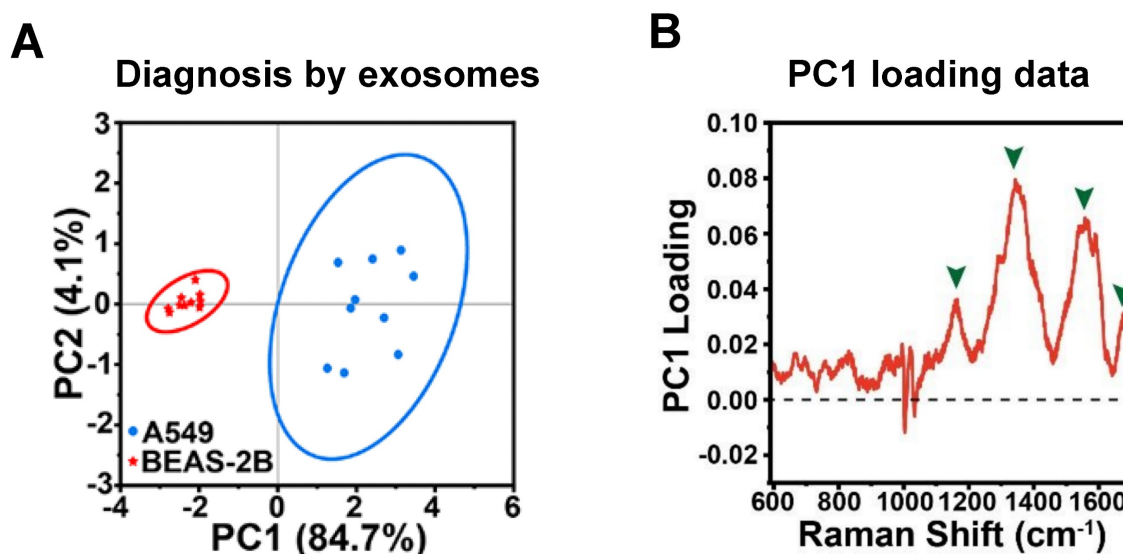 A
Diagnosis by exosomes
3
2
1
0
-1
-2
-3
PC2 (4.1%)
A549
BEAS-2B
-4 -2 0 2 4 6
PC1 (84.7%)
B
PC1 loading data
0.10
0.08
0.06
0.04
0.02
0.00
-0.02
PC1 Loading
600 800 1000 1200 1400 1600
Raman Shift (cm⁻¹)